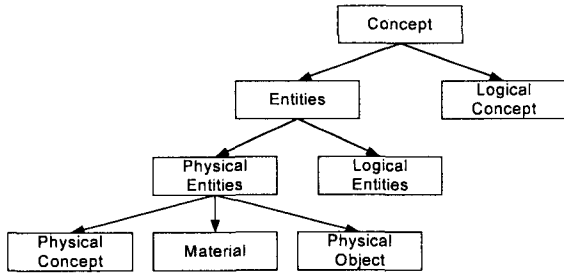 Concept
Entities
Logical
Concept
Physical
Entities
Logical
Entities
Physical
Concept
Material
Physical
Object